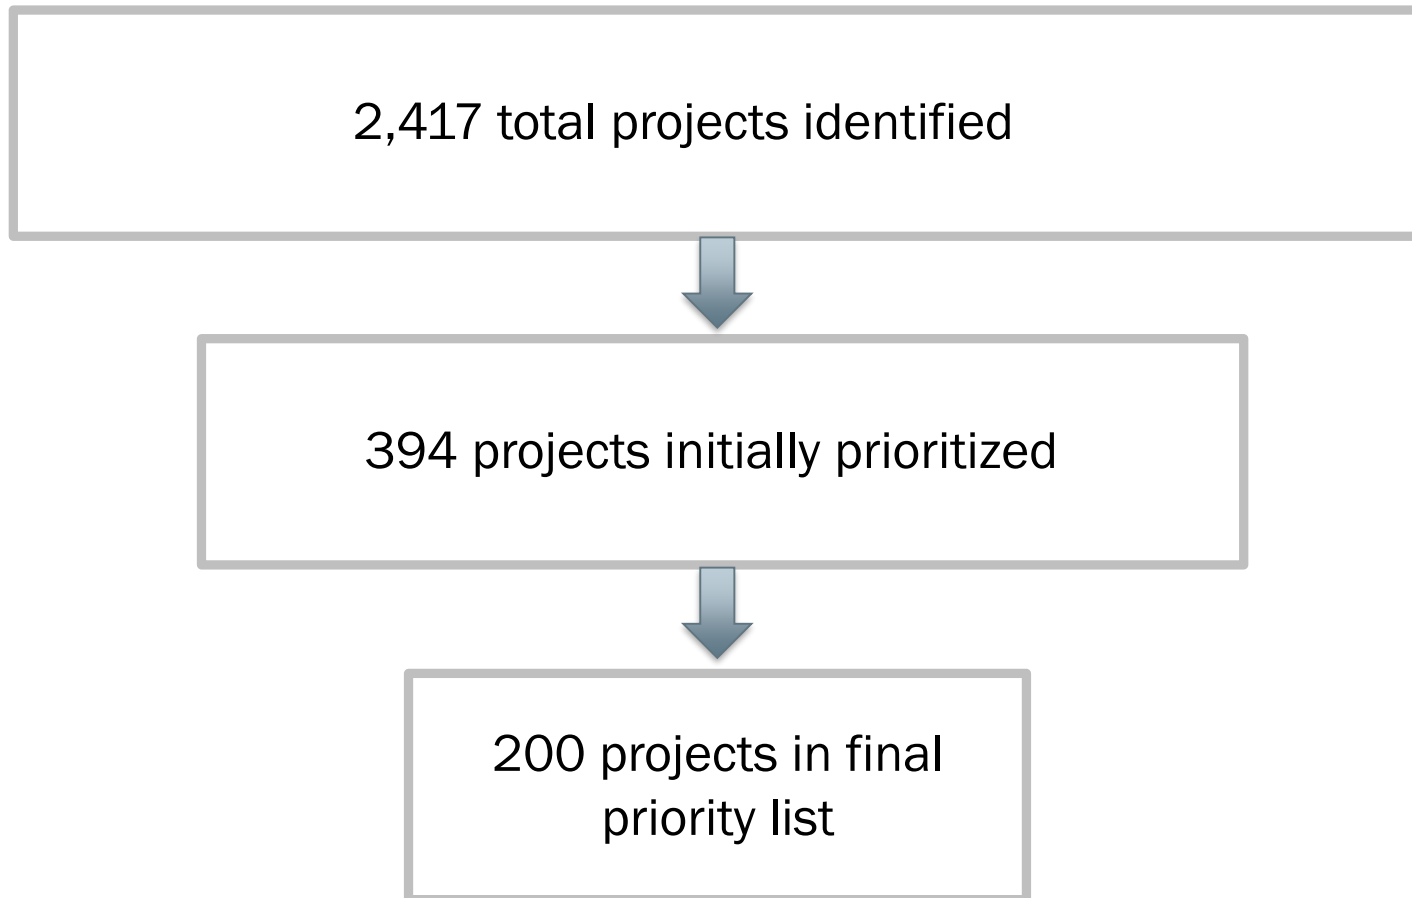 2,417 total projects identified
394 projects initially prioritized
200 projects in final
priority list